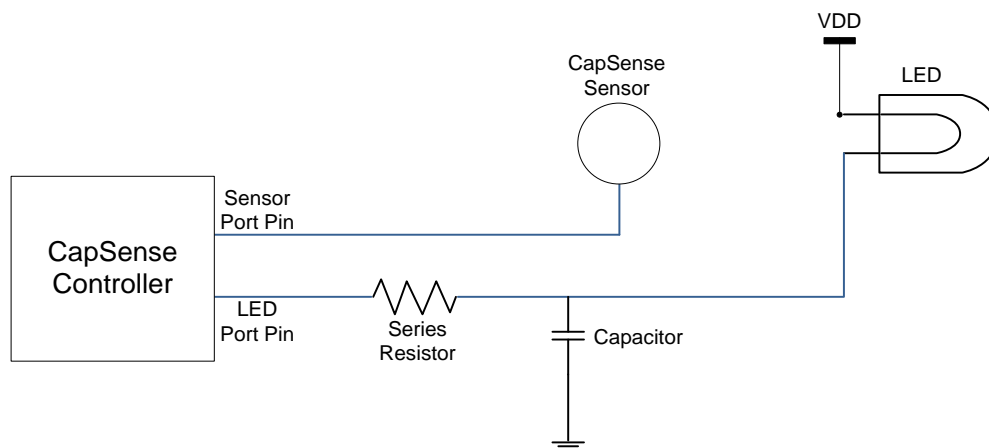 VDD
LED
CapSense
Sensor
Sensor
Port Pin
CapSense
Controller
LED
Port Pin
Series
Resistor
Capacitor